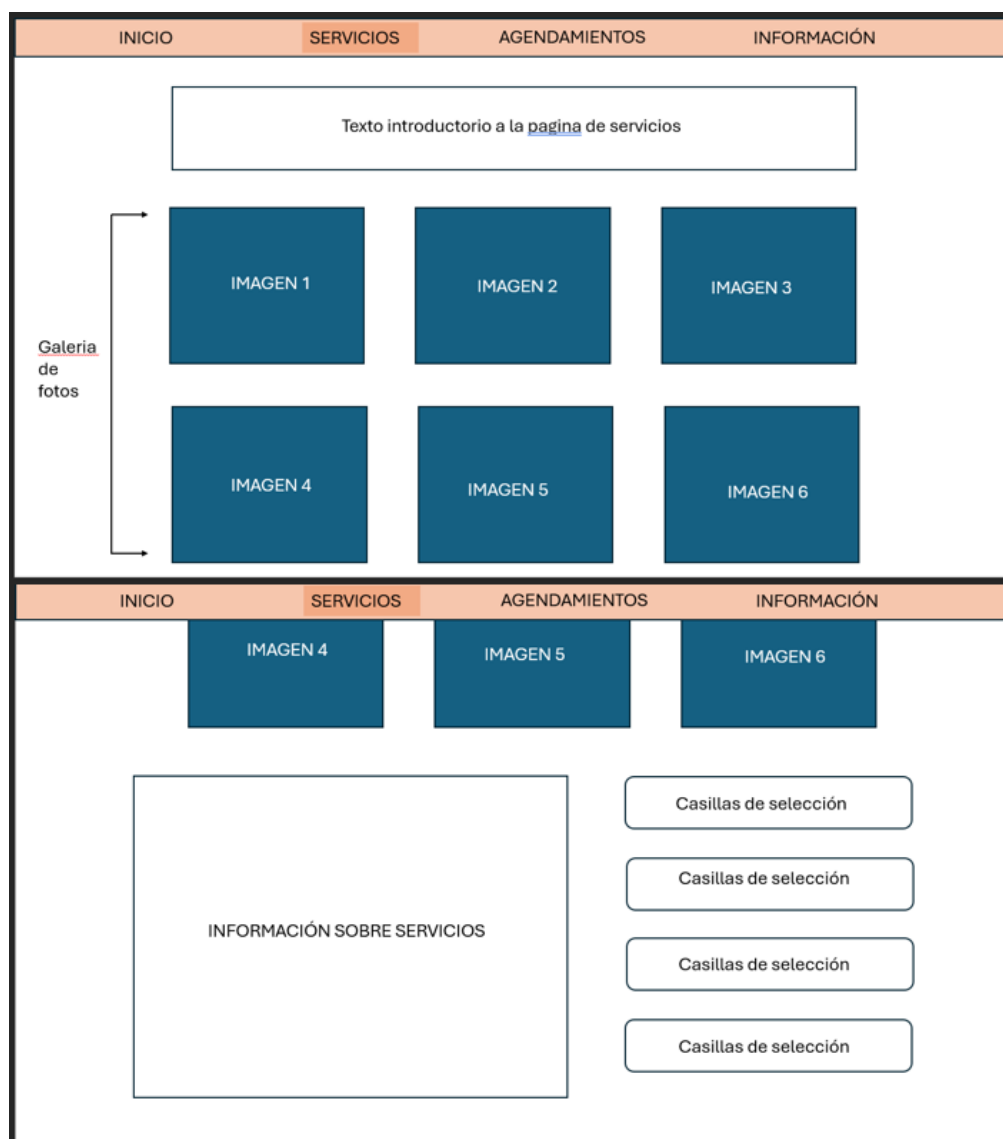 INICIO SERVICIOS AGENDAMIENTOS INFORMACIÓN
Texto introductorio a la pagina de servicios
IMAGEN 1 IMAGEN 2 IMAGEN 3
Galeria
de
fotos
IMAGEN 4 IMAGEN 5 IMAGEN 6
INICIO SERVICIOS AGENDAMIENTOS INFORMACIÓN
IMAGEN 4 IMAGEN 5 IMAGEN 6
INFORMACIÓN SOBRE SERVICIOS
Casillas de selección
Casillas de selección
Casillas de selección
Casillas de selección